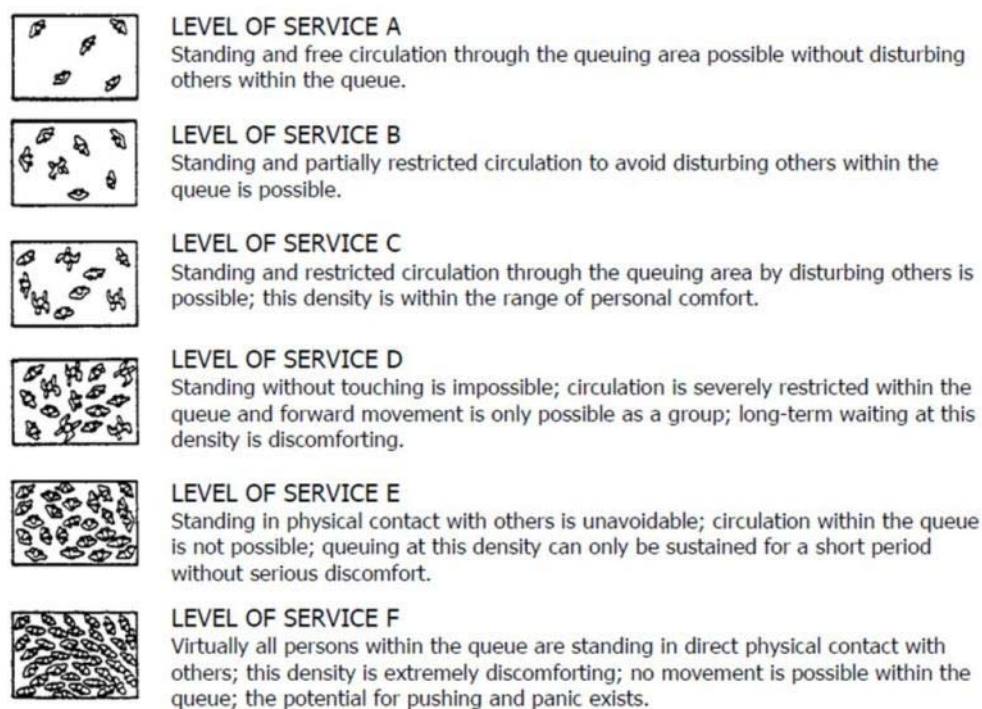 LEVEL OF SERVICE A
Standing and free circulation through the queuing area possible without disturbing
others within the queue.
LEVEL OF SERVICE B
Standing and partially restricted circulation to avoid disturbing others within the
queue is possible.
LEVEL OF SERVICE C
Standing and restricted circulation through the queuing area by disturbing others is
possible; this density is within the range of personal comfort.
LEVEL OF SERVICE D
Standing without touching is impossible; circulation is severely restricted within the
queue and forward movement is only possible as a group; long-term waiting at this
density is discomforting.
LEVEL OF SERVICE E
Standing in physical contact with others is unavoidable; circulation within the queue
is not possible; queuing at this density can only be sustained for a short period
without serious discomfort.
LEVEL OF SERVICE F
Virtually all persons within the queue are standing in direct physical contact with
others; this density is extremely discomforting; no movement is possible within the
queue; the potential for pushing and panic exists.